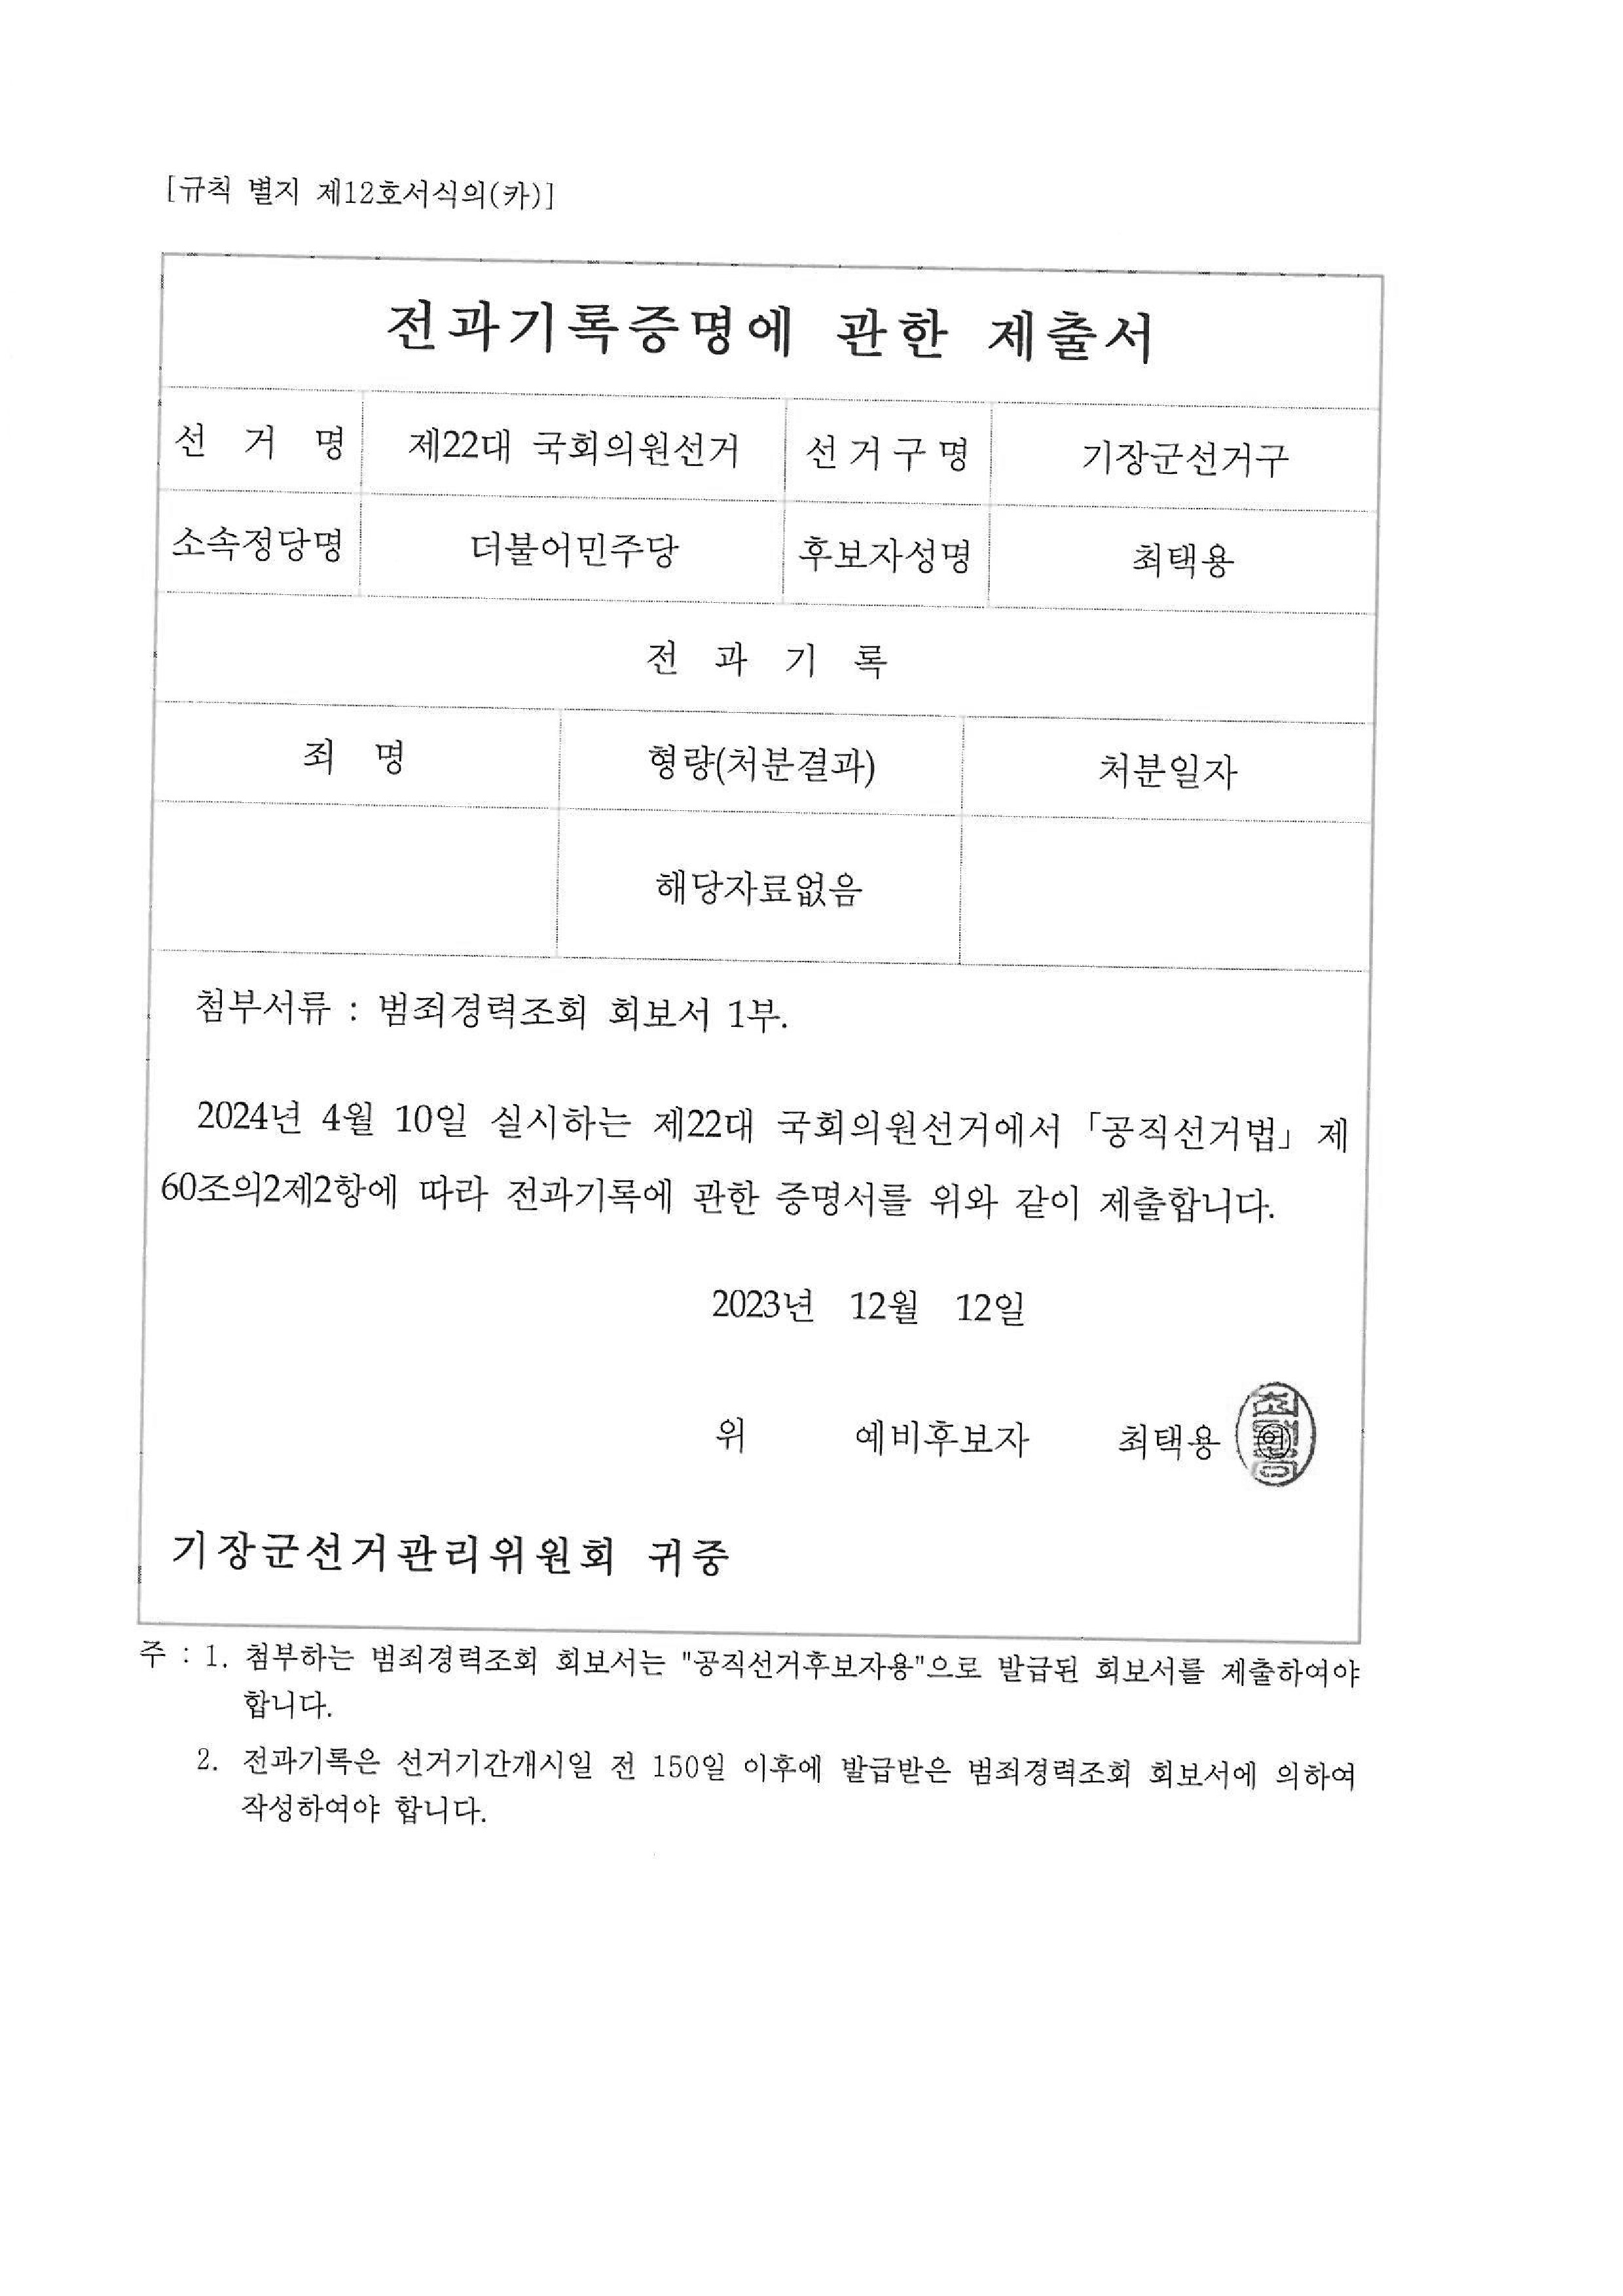 [규칙 별지 제12호서식의(카)]
전과기록증명에 관한 제출서
선 거 명 제22대 국회의원선거 선거구명 기장군선거구
소속정당명 더불어민주당 후보자성명 최택용
전 과 기 록
죄 명 형량(처분결과) 처분일자
해당자료없음
첨부서류 : 범죄경력조회 회보서 1부.
2024년 4월 10일 실시하는 제22대 국회의원선거에서 「공직선거법」 제
60조의2제2항에 따라 전과기록에 관한 증명서를 위와 같이 제출합니다.
2023년 12월 12일
위 예비후보자 최택용 ㊞
기장군선거관리위원회 귀중
주 : 1. 첨부하는 범죄경력조회 회보서는 "공직선거후보자용"으로 발급된 회보서를 제출하여야
합니다.
2. 전과기록은 선거기간개시일 전 150일 이후에 발급받은 범죄경력조회 회보서에 의하여
작성하여야 합니다.